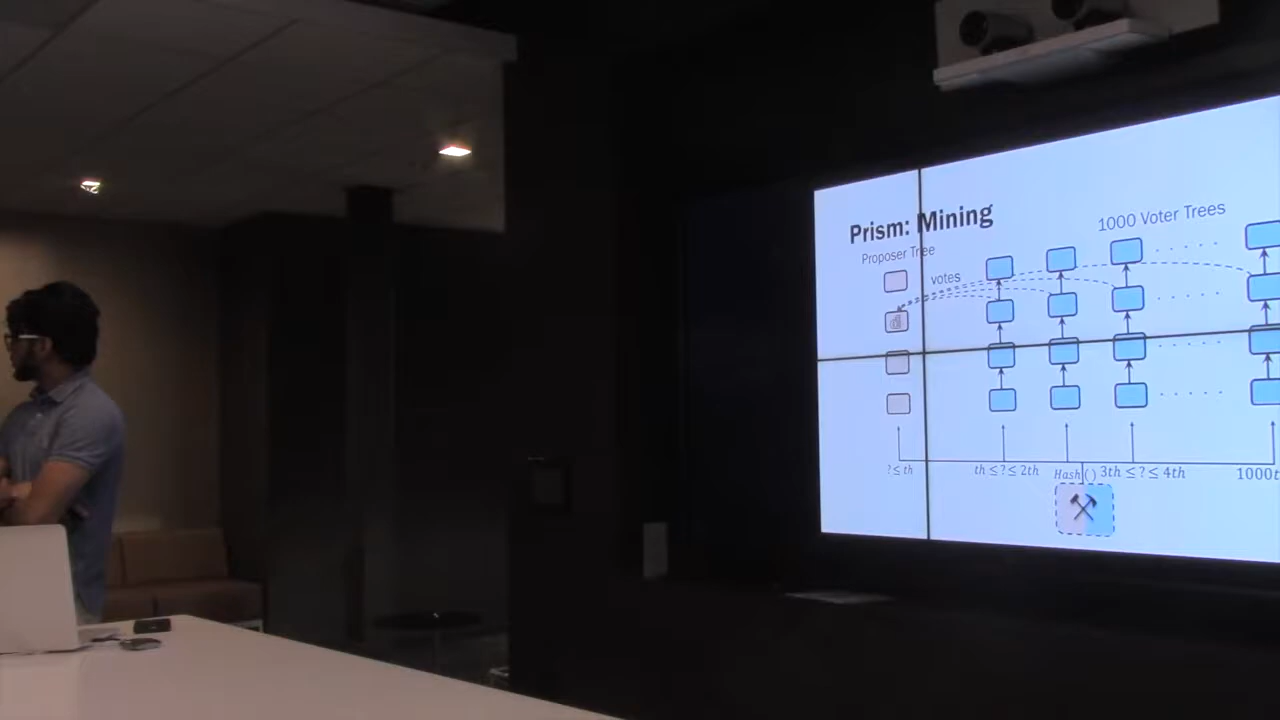 Prism: Mining
1000 Voter Trees
Proposer Tree
votes
? ≤ th
th ≤ ? ≤ 2th
Hash()
3th ≤ ? ≤ 4th